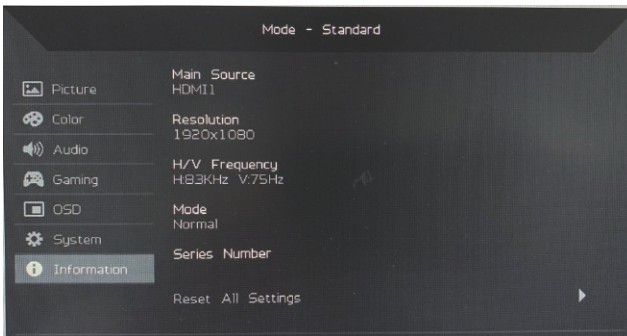 Mode - Standard
Picture
Color
Audio
Gaming
OSD
System
Information
Main Source
HDMI1
Resolution
1920x1080
H/V Frequency
H:83KHz V:75Hz
Mode
Normal
Series Number
Reset All Settings